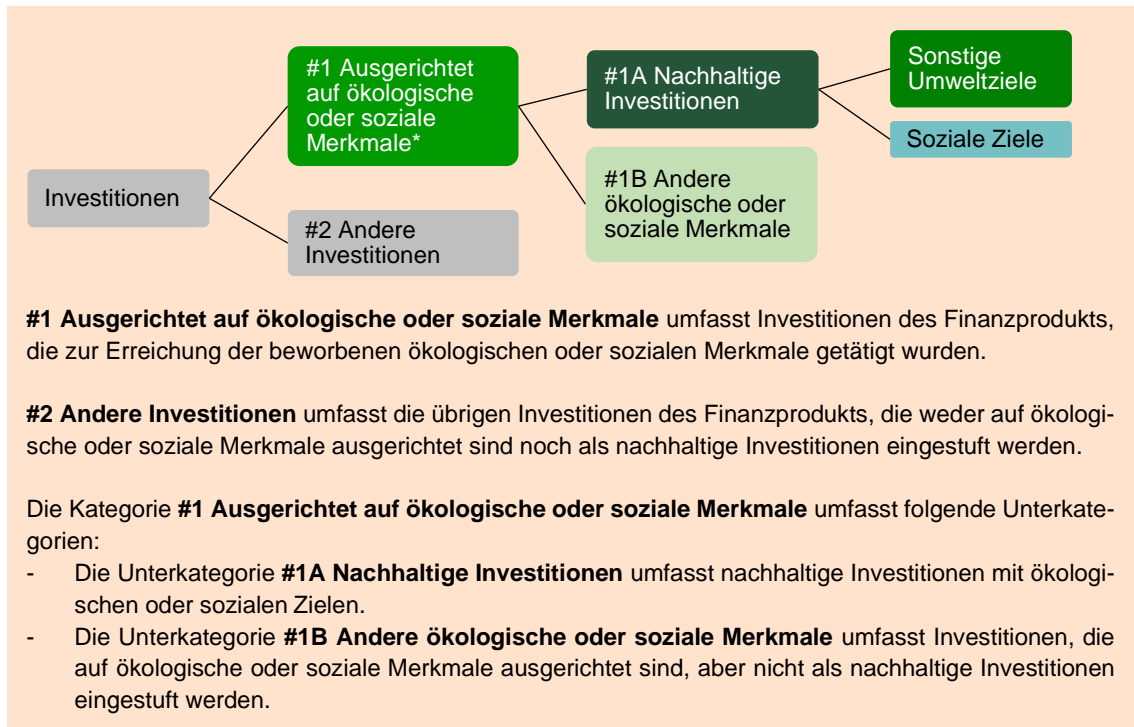 #1 Ausgerichtet
auf ökologische
oder soziale
Merkmale*
#1A Nachhaltige
Investitionen
Sonstige
Umweltziele
Soziale Ziele
Investitionen
#1B Andere
ökologische oder
soziale Merkmale
#2 Andere
Investitionen
#1 Ausgerichtet auf ökologische oder soziale Merkmale umfasst Investitionen des Finanzprodukts,
die zur Erreichung der beworbenen ökologischen oder sozialen Merkmale getätigt wurden.
#2 Andere Investitionen umfasst die übrigen Investitionen des Finanzprodukts, die weder auf ökologi-
sche oder soziale Merkmale ausgerichtet sind noch als nachhaltige Investitionen eingestuft werden.
Die Kategorie #1 Ausgerichtet auf ökologische oder soziale Merkmale umfasst folgende Unterkate-
gorien:
- Die Unterkategorie #1A Nachhaltige Investitionen umfasst nachhaltige Investitionen mit ökologi-
schen oder sozialen Zielen.
- Die Unterkategorie #1B Andere ökologische oder soziale Merkmale umfasst Investitionen, die
auf ökologische oder soziale Merkmale ausgerichtet sind, aber nicht als nachhaltige Investitionen
eingestuft werden.